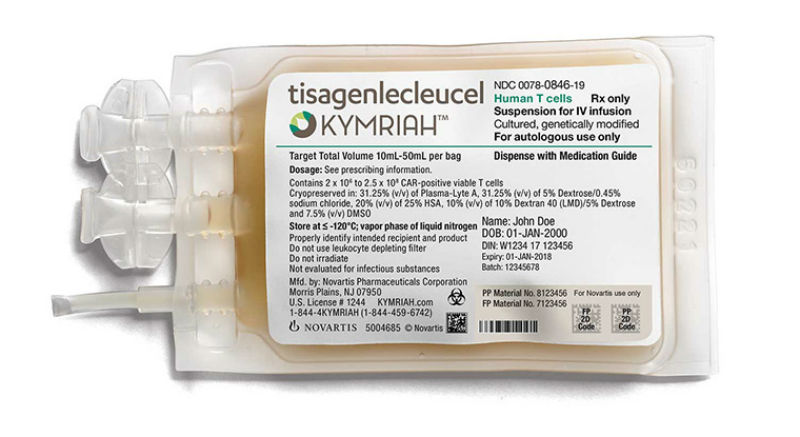 tisagenlecleucel
KYMRIAH™
NDC 0078-0846-19
Human T cells Rx only
Suspension for IV infusion
Cultured, genetically modified
For autologous use only
Target Total Volume 10mL-50mL per bag
Dispense with Medication Guide
Dosage: See prescribing information.
Contains 2 x 10⁶ to 2.5 x 10⁸ CAR-positive viable T cells
Cryopreserved in: 31.25% (v/v) of Plasma-Lyte A, 31.25% (v/v) of 5% Dextrose/0.45%
sodium chloride, 20% (v/v) of 25% HSA, 10% (v/v) of 10% Dextran 40 (LMD)/5% Dextrose
and 7.5% (v/v) DMSO
Store at ≤ -120°C; vapor phase of liquid nitrogen
Properly identify intended recipient and product
Do not use leukocyte depleting filter
Do not irradiate
Not evaluated for infectious substances
Name: John Doe
DOB: 01-JAN-2000
DIN: W1234 17 123456
Expiry: 01-JAN-2018
Batch: 12345678
Mfd. by: Novartis Pharmaceuticals Corporation
Morris Plains, NJ 07950
U.S. License # 1244 KYMRIAH.com
1-844-4KYMRIAH (1-844-459-6742)
NOVARTIS 5004685 © Novartis
PP Material No. 8123456 For Novartis use only
FP Material No. 7123456
FP
2D
Code
PP
2D
Code